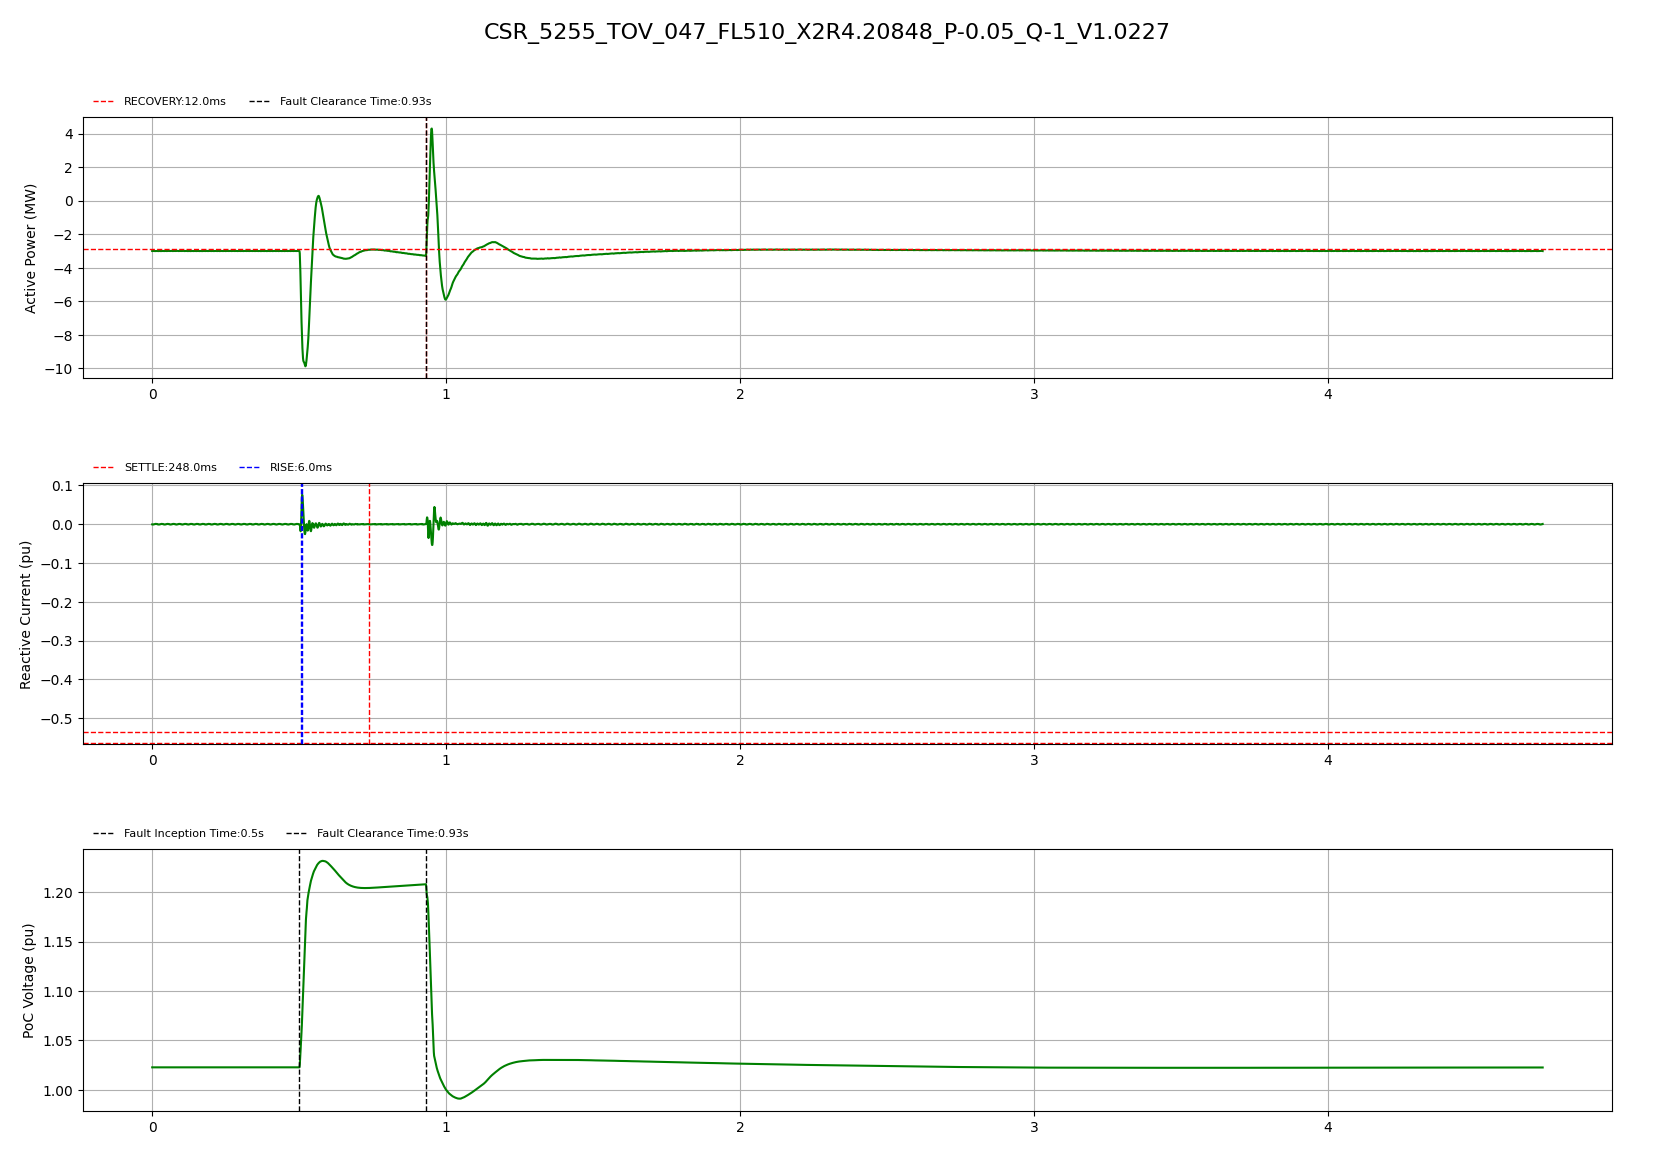 CSR_5255_TOV_047_FL510_X2R4.20848_P-0.05_Q-1_V1.0227
RECOVERY:12.0ms Fault Clearance Time:0.93s
Active Power (MW)
4
2
0
−2
−4
−6
−8
−10
0 1 2 3 4
SETTLE:248.0ms RISE:6.0ms
Reactive Current (pu)
0.1
0.0
−0.1
−0.2
−0.3
−0.4
−0.5
0 1 2 3 4
Fault Inception Time:0.5s Fault Clearance Time:0.93s
PoC Voltage (pu)
1.20
1.15
1.10
1.05
1.00
0 1 2 3 4